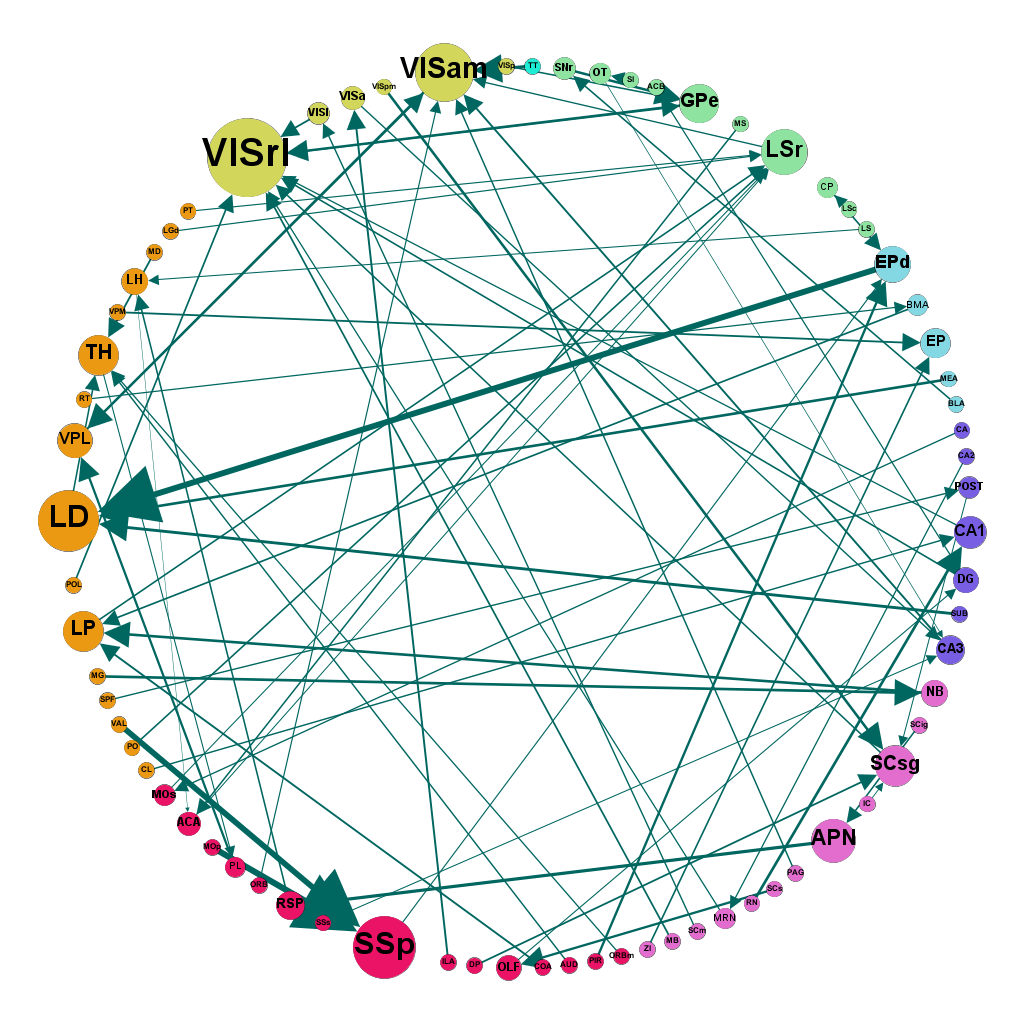 VISam
VISp
TT
SNr
OT
SI
ACB
GPe
MS
LSr
CP
LSc
LS
EPd
BMA
EP
MEA
BLA
CA
CA2
POST
CA1
DG
SUB
CA3
NB
SCig
SCsg
IC
APN
PAG
SCs
RN
MRN
SCm
MB
ZI
ORBm
PIR
AUD
COA
OLF
DP
ILA
SSp
SSs
RSP
ORB
PL
MOp
ACA
MOs
CL
PO
VAL
SPF
MG
LP
POL
LD
VPL
RT
TH
VPM
LH
MD
LGd
PT
VISrl
VISl
VISa
VISpm